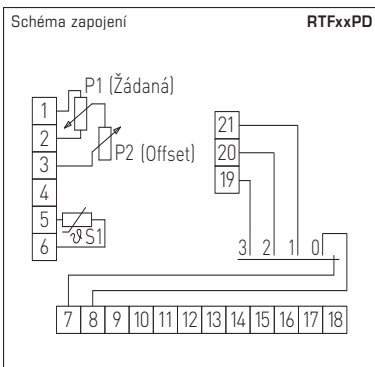 Schéma zapojení RTFxxPD
P1 (Žádaná)
1
2
3
4
5
6
P2 (Offset)
ϑ S1
21
20
19
3 2 1 0
7 8 9 10 11 12 13 14 15 16 17 18